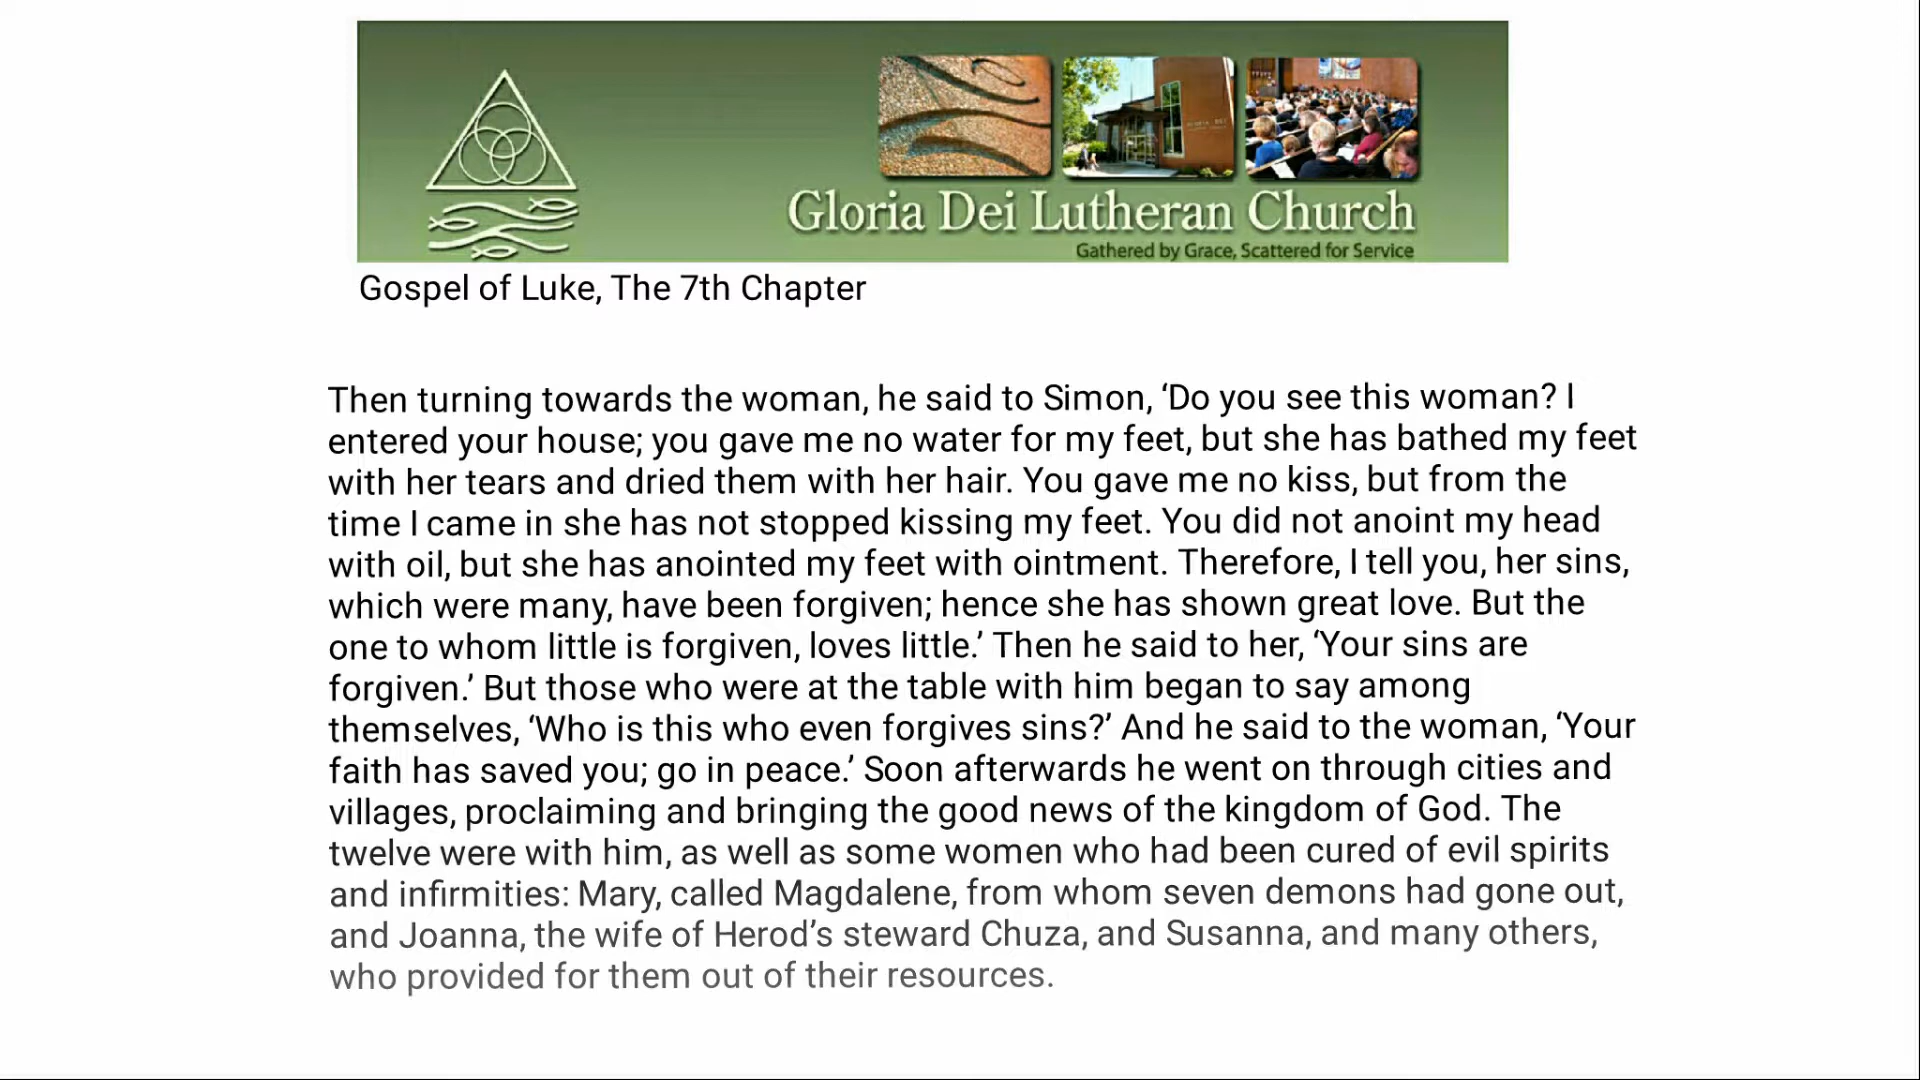 Gloria Dei Lutheran Church
Gathered by Grace, Scattered for Service
Gospel of Luke, The 7th Chapter
Then turning towards the woman, he said to Simon, ‘Do you see this woman? I
entered your house; you gave me no water for my feet, but she has bathed my feet
with her tears and dried them with her hair. You gave me no kiss, but from the
time I came in she has not stopped kissing my feet. You did not anoint my head
with oil, but she has anointed my feet with ointment. Therefore, I tell you, her sins,
which were many, have been forgiven; hence she has shown great love. But the
one to whom little is forgiven, loves little.’ Then he said to her, ‘Your sins are
forgiven.’ But those who were at the table with him began to say among
themselves, ‘Who is this who even forgives sins?’ And he said to the woman, ‘Your
faith has saved you; go in peace.’ Soon afterwards he went on through cities and
villages, proclaiming and bringing the good news of the kingdom of God. The
twelve were with him, as well as some women who had been cured of evil spirits
and infirmities: Mary, called Magdalene, from whom seven demons had gone out,
and Joanna, the wife of Herod’s steward Chuza, and Susanna, and many others,
who provided for them out of their resources.